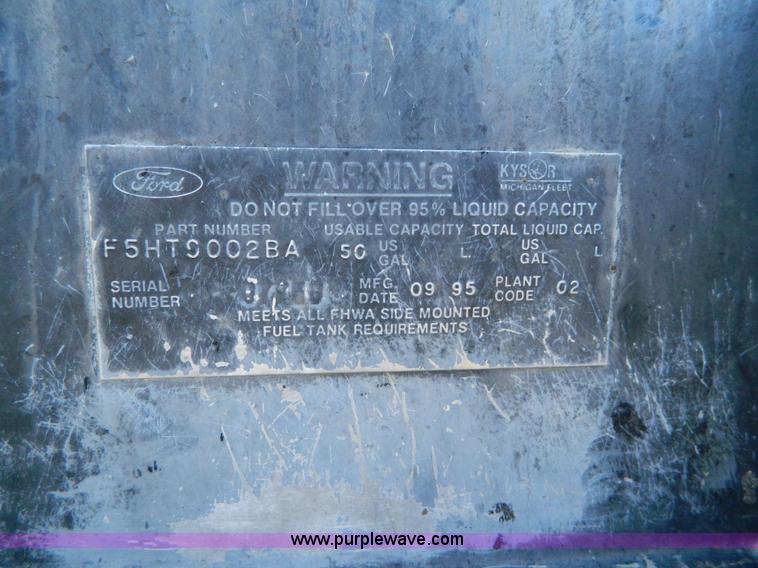 Ford WARNING KYSOR
MICHIGAN FLEET
DO NOT FILL OVER 95% LIQUID CAPACITY
PART NUMBER USABLE CAPACITY TOTAL LIQUID CAP.
F5HT9002BA 50 US GAL L. US GAL L
SERIAL NUMBER MFG. DATE 09 95 PLANT CODE 02
MEETS ALL FHWA SIDE MOUNTED
FUEL TANK REQUIREMENTS
www.purplewave.com